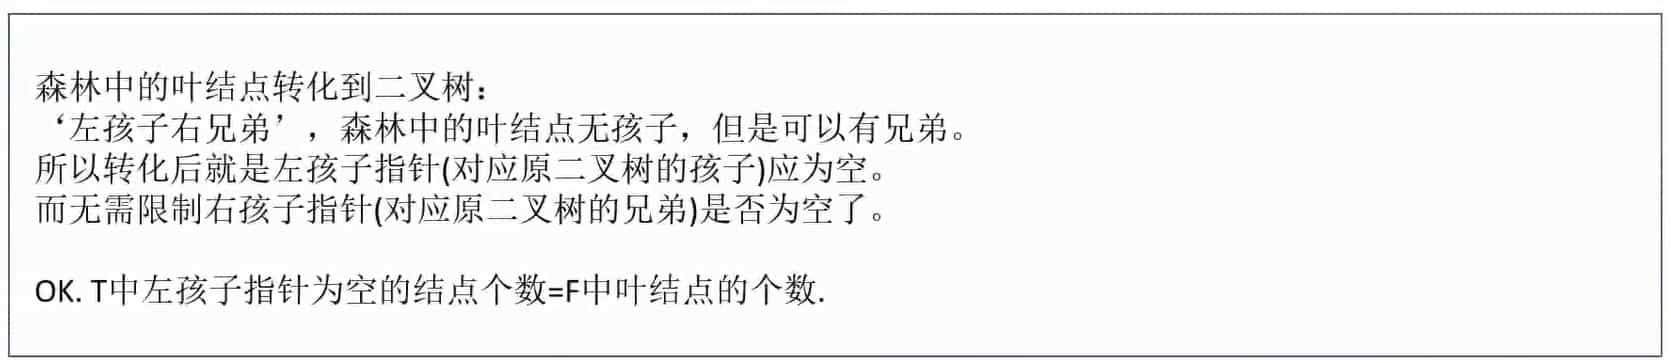 森林中的叶结点转化到二叉树：
‘左孩子右兄弟’，森林中的叶结点无孩子，但是可以有兄弟。
所以转化后就是左孩子指针(对应原二叉树的孩子)应为空。
而无需限制右孩子指针(对应原二叉树的兄弟)是否为空了。
OK. T中左孩子指针为空的结点个数=F中叶结点的个数.